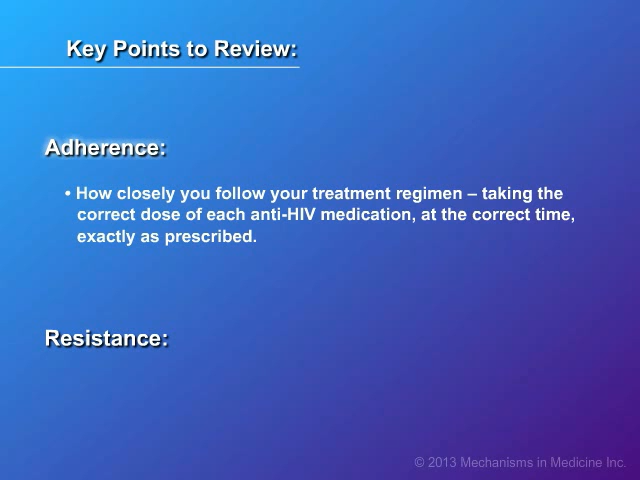 Key Points to Review:
Adherence:
• How closely you follow your treatment regimen – taking the
correct dose of each anti-HIV medication, at the correct time,
exactly as prescribed.
Resistance:
© 2013 Mechanisms in Medicine Inc.